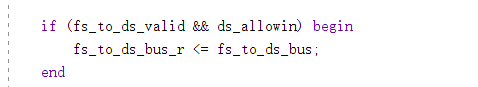 if (fs_to_ds_valid && ds_allowin) begin
    fs_to_ds_bus_r <= fs_to_ds_bus;
end